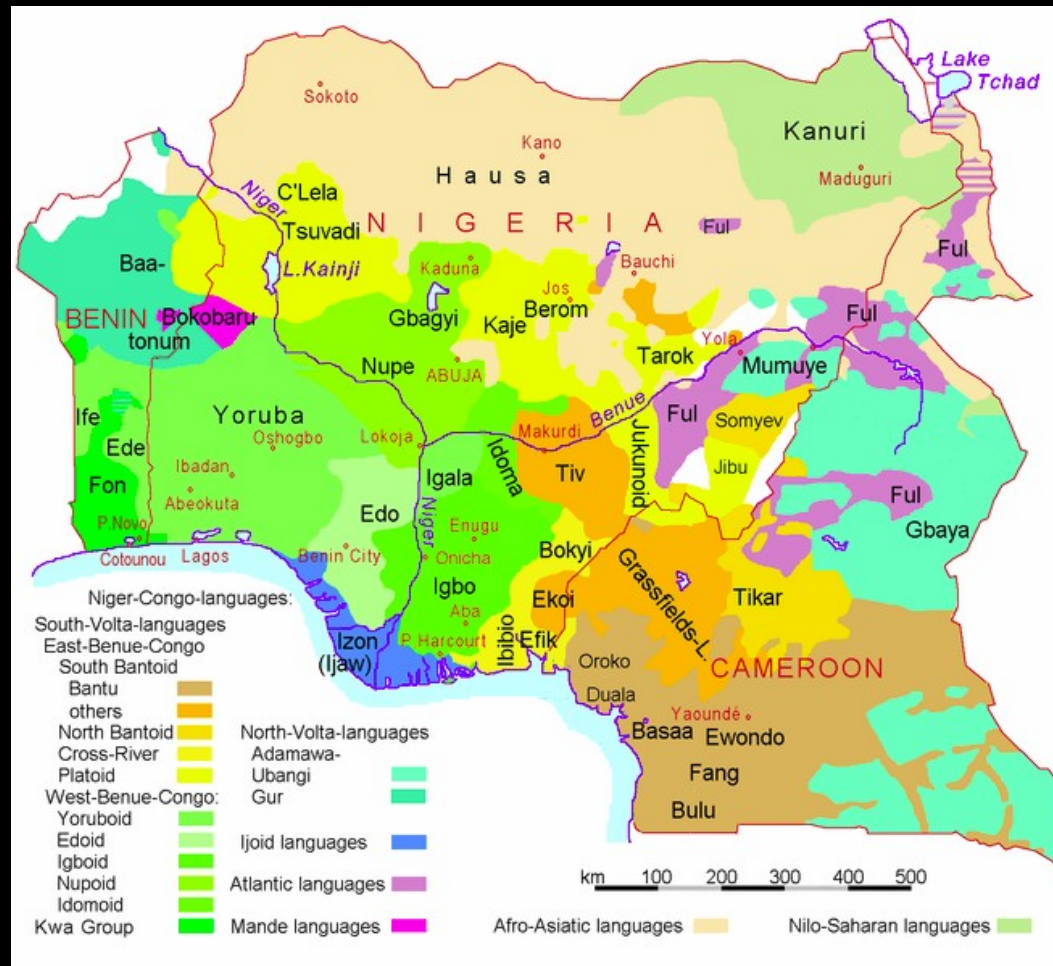 Lake
Tchad
Sokoto
Kanuri
Kano
Hausa
Maduguri
Niger
C'Lela
Tsuvadi
NIGERIA
Ful
Ful
L.Kainji
Kaduna
Bauchi
Baa-
Jos
Berom
Ful
BENIN
Bokobaru
Gbagyi
Kaje
tonum
Tarok
Yola
Mumuye
Nupe
ABUJA
Benue
Ful
Somyev
Ife
Yoruba
Makurdi
Jukunoid
Ede
Oshogbo
Lokoja
Idoma
Jibu
Ibadan
Igala
Tiv
Fon
Abeokuta
Ful
Edo
Niger
Enugu
Gbaya
P.Novo
Benin City
Onicha
Bokyi
Cotounou
Lagos
Igbo
Grassfields-L.
Ekoi
Tikar
Aba
Izon
(Ijaw)
P. Harcourt
Ibibio
Efik
Oroko
CAMEROON
Duala
Yaoundé
Basaa
Ewondo
Fang
Bulu
Niger-Congo-languages:
South-Volta-languages
East-Benue-Congo
South Bantoid
Bantu
others
North Bantoid
Cross-River
Platoid
West-Benue-Congo:
Yoruboid
Edoid
Igboid
Nupoid
Idomoid
Kwa Group
North-Volta-languages
Adamawa-
Ubangi
Gur
Ijoid languages
Atlantic languages
Mande languages
km 100 200 300 400 500
Afro-Asiatic languages
Nilo-Saharan languages